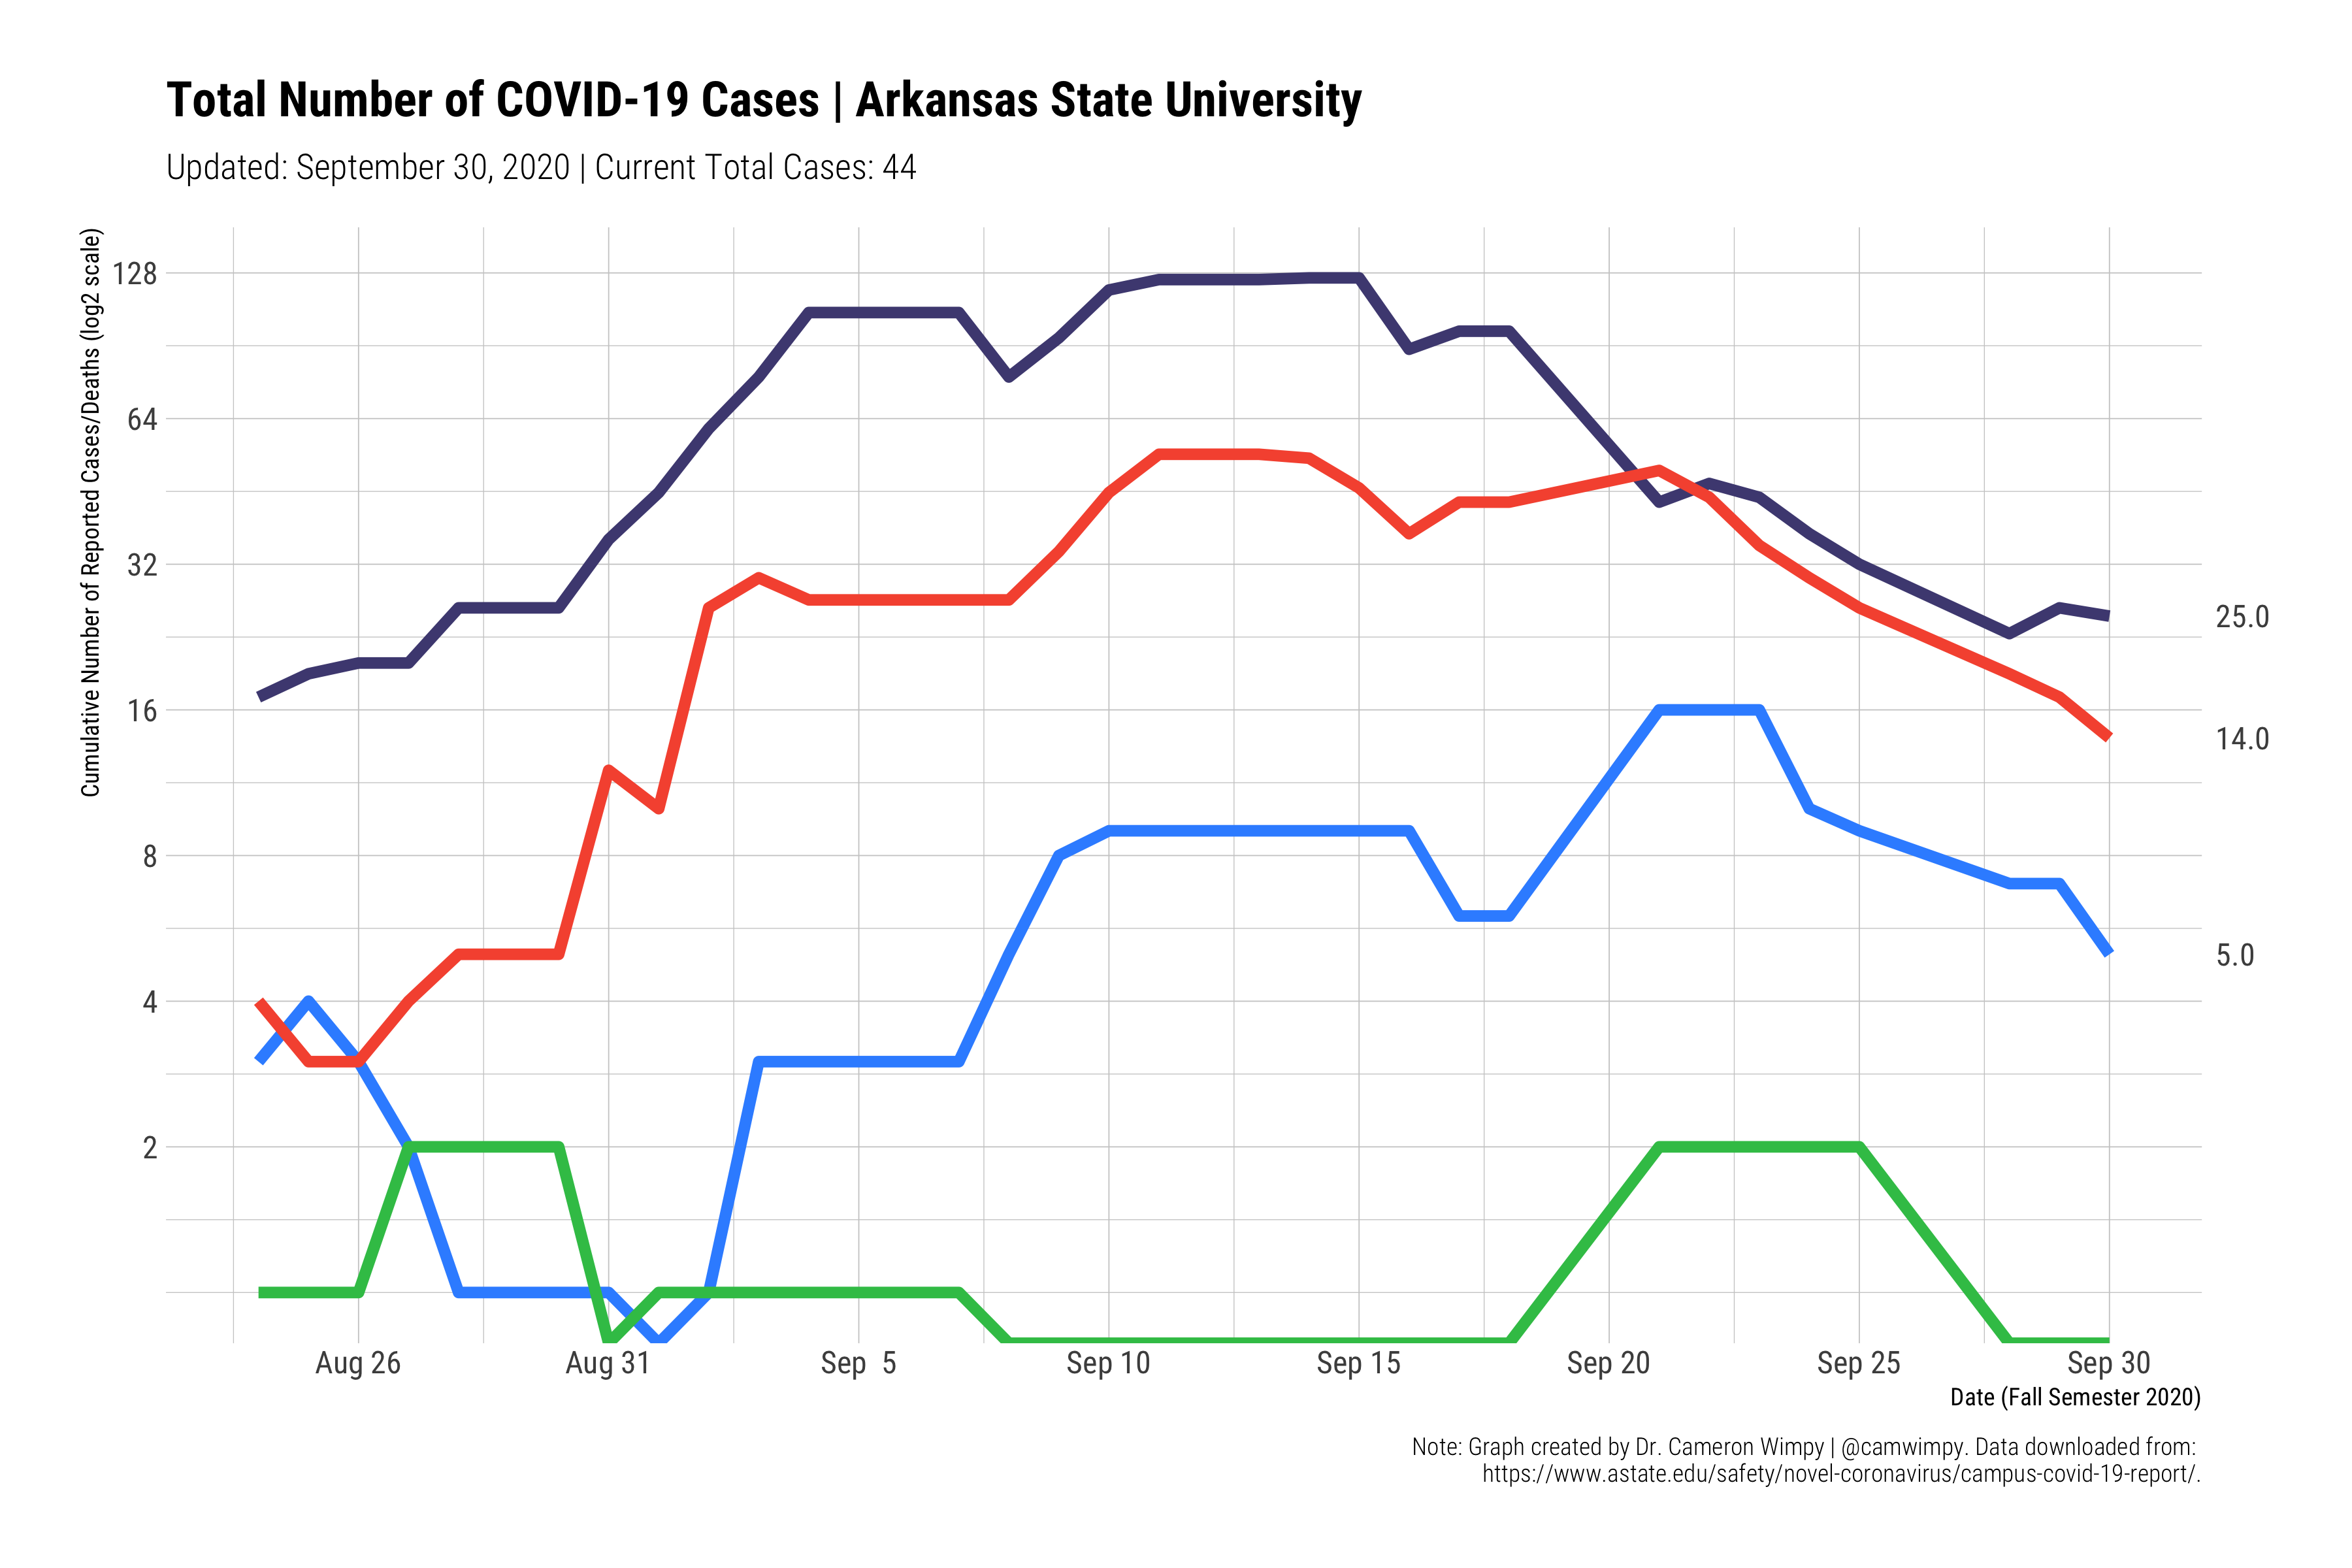 Total Number of COVID-19 Cases | Arkansas State University
Updated: September 30, 2020 | Current Total Cases: 44
Cumulative Number of Reported Cases/Deaths (log2 scale)
128
64
32
16
8
4
2
25.0
14.0
5.0
Aug 26 Aug 31 Sep  5 Sep 10 Sep 15 Sep 20 Sep 25 Sep 30
Date (Fall Semester 2020)
Note: Graph created by Dr. Cameron Wimpy | @camwimpy. Data downloaded from:
https://www.astate.edu/safety/novel-coronavirus/campus-covid-19-report/.